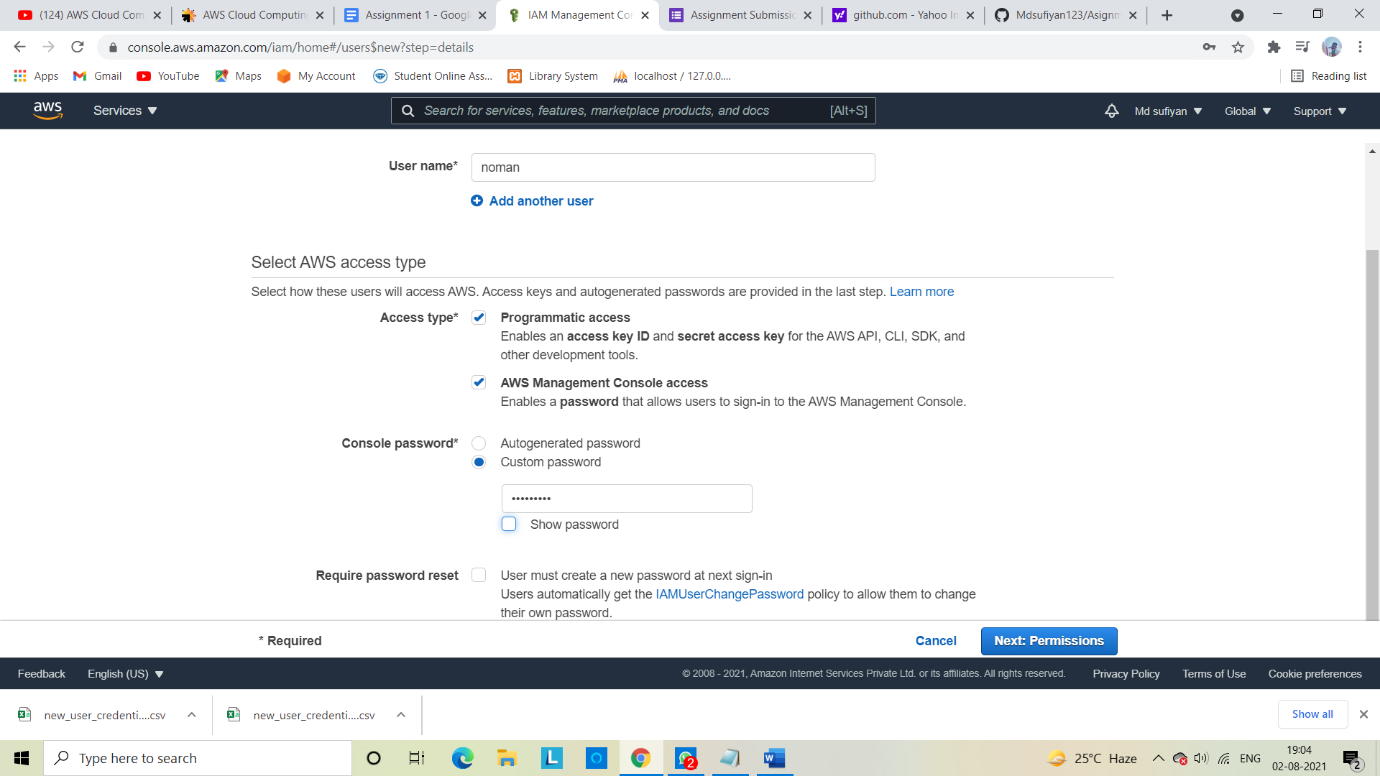 (124) AWS Cloud Com
AWS Cloud Computin
Assignment 1 - Googl
IAM Management Co
Assignment Submissio
github.com - Yahoo In
Mdsufiyan123/Asignm
console.aws.amazon.com/iam/home#/users$new?step=details
Apps
Gmail
YouTube
Maps
My Account
Student Online Ass...
Library System
localhost / 127.0.0....
Reading list
aws
Services
Search for services, features, marketplace products, and docs
[Alt+S]
Md sufiyan
Global
Support
User name*
noman
Add another user
Select AWS access type
Select how these users will access AWS. Access keys and autogenerated passwords are provided in the last step. Learn more
Access type*
Programmatic access
Enables an access key ID and secret access key for the AWS API, CLI, SDK, and
other development tools.
AWS Management Console access
Enables a password that allows users to sign-in to the AWS Management Console.
Console password*
Autogenerated password
Custom password
•••••••••
Show password
Require password reset
User must create a new password at next sign-in
Users automatically get the IAMUserChangePassword policy to allow them to change
their own password.
* Required
Cancel
Next: Permissions
Feedback
English (US)
© 2008 - 2021, Amazon Internet Services Private Ltd. or its affiliates. All rights reserved.
Privacy Policy
Terms of Use
Cookie preferences
new_user_credenti....csv
new_user_credenti....csv
Show all
Type here to search
L
2
W
25°C Haze
ENG
19:04
02-08-2021
2